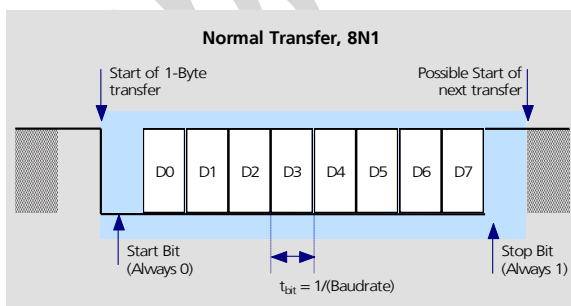 Normal Transfer, 8N1
Start of 1-Byte
transfer
Possible Start of
next transfer
D0 D1 D2 D3 D4 D5 D6 D7
Start Bit
(Always 0)
t_bit = 1/(Baudrate)
Stop Bit
(Always 1)